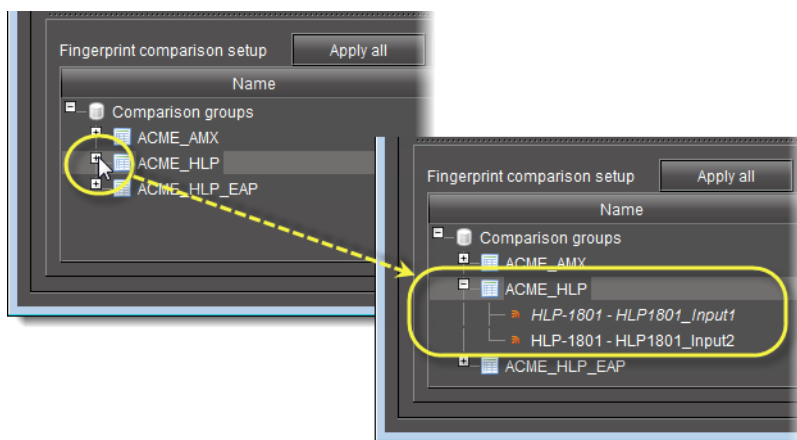 Fingerprint comparison setup Apply all
Name
Comparison groups
ACME_AMX
ACME_HLP
ACME_HLP_EAP
Fingerprint comparison setup Apply all
Name
Comparison groups
ACME_AMX
ACME_HLP
HLP-1801 - HLP1801_Input1
HLP-1801 - HLP1801_Input2
ACME_HLP_EAP